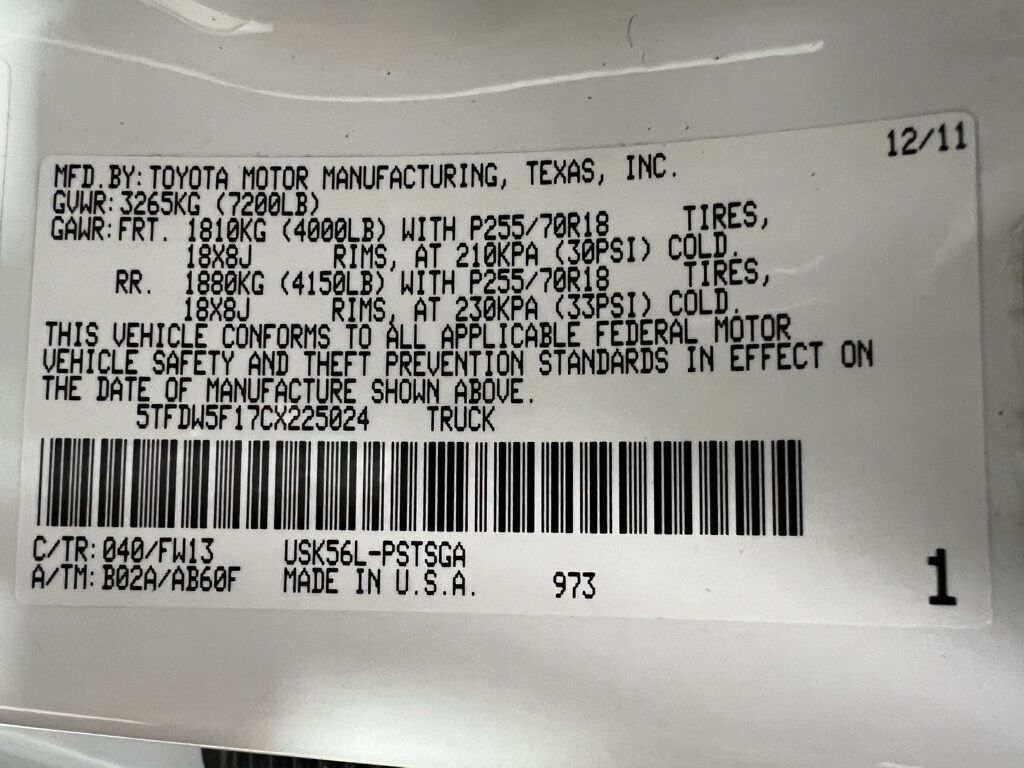 12/11
MFD.BY: TOYOTA MOTOR MANUFACTURING, TEXAS, INC.
GVWR: 3265KG (7200LB)
GAWR: FRT. 1810KG (4000LB) WITH P255/70R18 TIRES,
18X8J RIMS, AT 210KPA (30PSI) COLD.
RR. 1880KG (4150LB) WITH P255/70R18 TIRES,
18X8J RIMS, AT 230KPA (33PSI) COLD.
THIS VEHICLE CONFORMS TO ALL APPLICABLE FEDERAL MOTOR
VEHICLE SAFETY AND THEFT PREVENTION STANDARDS IN EFFECT ON
THE DATE OF MANUFACTURE SHOWN ABOVE.
5TFDW5F17CX225024 TRUCK
C/TR: 040/FW13 USK56L-PSTSGA
A/TM: B02A/AB60F MADE IN U.S.A. 973
1